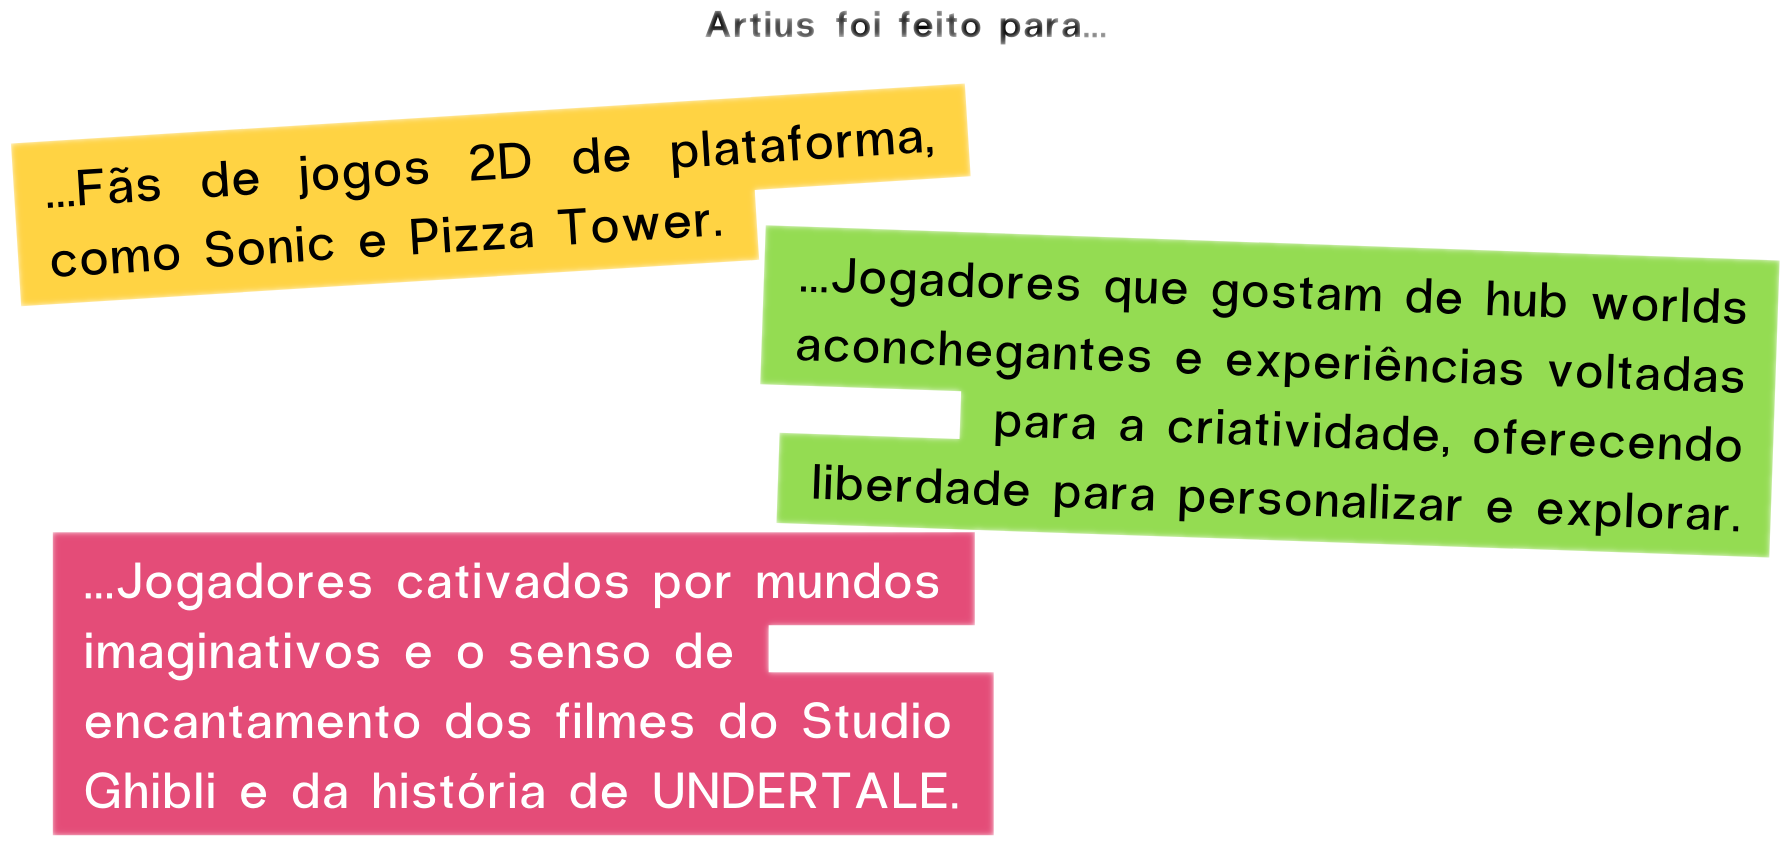 Artius foi feito para...
...Fãs de jogos 2D de plataforma,
como Sonic e Pizza Tower.
...Jogadores que gostam de hub worlds
aconchegantes e experiências voltadas
para a criatividade, oferecendo
liberdade para personalizar e explorar.
...Jogadores cativados por mundos
imaginativos e o senso de
encantamento dos filmes do Studio
Ghibli e da história de UNDERTALE.